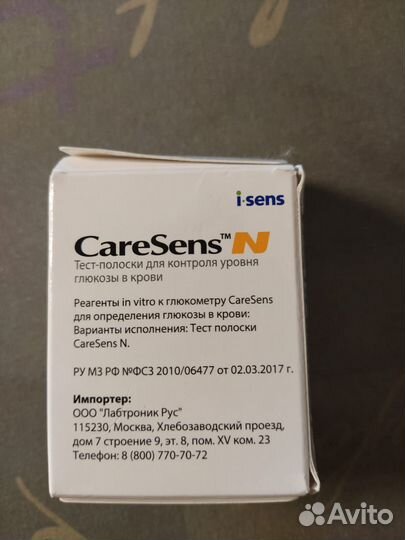 i-sens
CareSens™ N
Тест-полоски для контроля уровня
глюкозы в крови
Реагенты in vitro к глюкометру CareSens
для определения глюкозы в крови:
Варианты исполнения: Тест полоски
CareSens N.
РУ МЗ РФ №ФСЗ 2010/06477 от 02.03.2017 г.
Импортер:
ООО "Лабтроник Рус"
115230, Москва, Хлебозаводский проезд,
дом 7 строение 9, эт. 8, пом. XV ком. 23
Телефон: 8 (800) 770-70-72
Avito